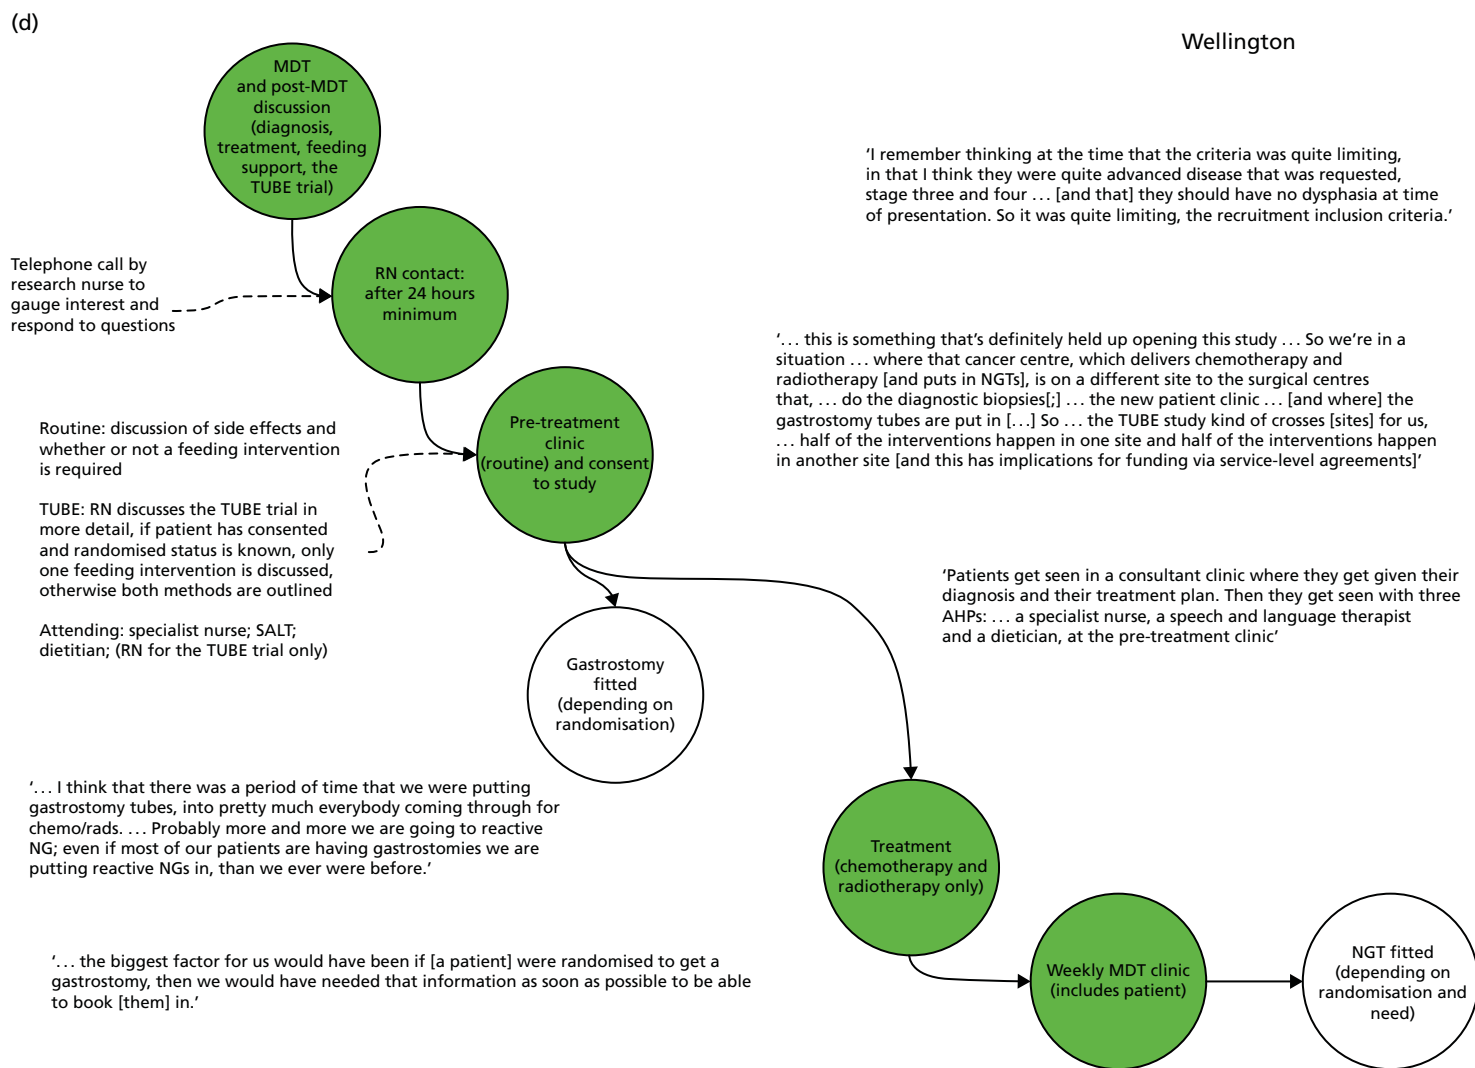 (d)
Wellington
MDT
and post-MDT
discussion
(diagnosis,
treatment, feeding
support, the
TUBE trial)
'I remember thinking at the time that the criteria was quite limiting,
in that I think they were quite advanced disease that was requested,
stage three and four ... [and that] they should have no dysphasia at time
of presentation. So it was quite limiting, the recruitment inclusion criteria.'
Telephone call by
research nurse to
gauge interest and
respond to questions
RN contact:
after 24 hours
minimum
'... this is something that's definitely held up opening this study ... So we're in a
situation ... where that cancer centre, which delivers chemotherapy and
radiotherapy [and puts in NGTs], is on a different site to the surgical centres
that, ... do the diagnostic biopsies[;] ... the new patient clinic ... [and where] the
gastrostomy tubes are put in [...] So ... the TUBE study kind of crosses [sites] for us,
... half of the interventions happen in one site and half of the interventions happen
in another site [and this has implications for funding via service-level agreements]'
Routine: discussion of side effects and
whether or not a feeding intervention
is required
TUBE: RN discusses the TUBE trial in
more detail, if patient has consented
and randomised status is known, only
one feeding intervention is discussed,
otherwise both methods are outlined
Attending: specialist nurse; SALT;
dietitian; (RN for the TUBE trial only)
Pre-treatment
clinic
(routine) and consent
to study
'Patients get seen in a consultant clinic where they get given their
diagnosis and their treatment plan. Then they get seen with three
AHPs: ... a specialist nurse, a speech and language therapist
and a dietician, at the pre-treatment clinic'
Gastrostomy
fitted
(depending on
randomisation)
'... I think that there was a period of time that we were putting
gastrostomy tubes, into pretty much everybody coming through for
chemo/rads. ... Probably more and more we are going to reactive
NG; even if most of our patients are having gastrostomies we are
putting reactive NGs in, than we ever were before.'
Treatment
(chemotherapy and
radiotherapy only)
'... the biggest factor for us would have been if [a patient] were randomised to get a
gastrostomy, then we would have needed that information as soon as possible to be able
to book [them] in.'
Weekly MDT clinic
(includes patient)
NGT fitted
(depending on
randomisation and
need)